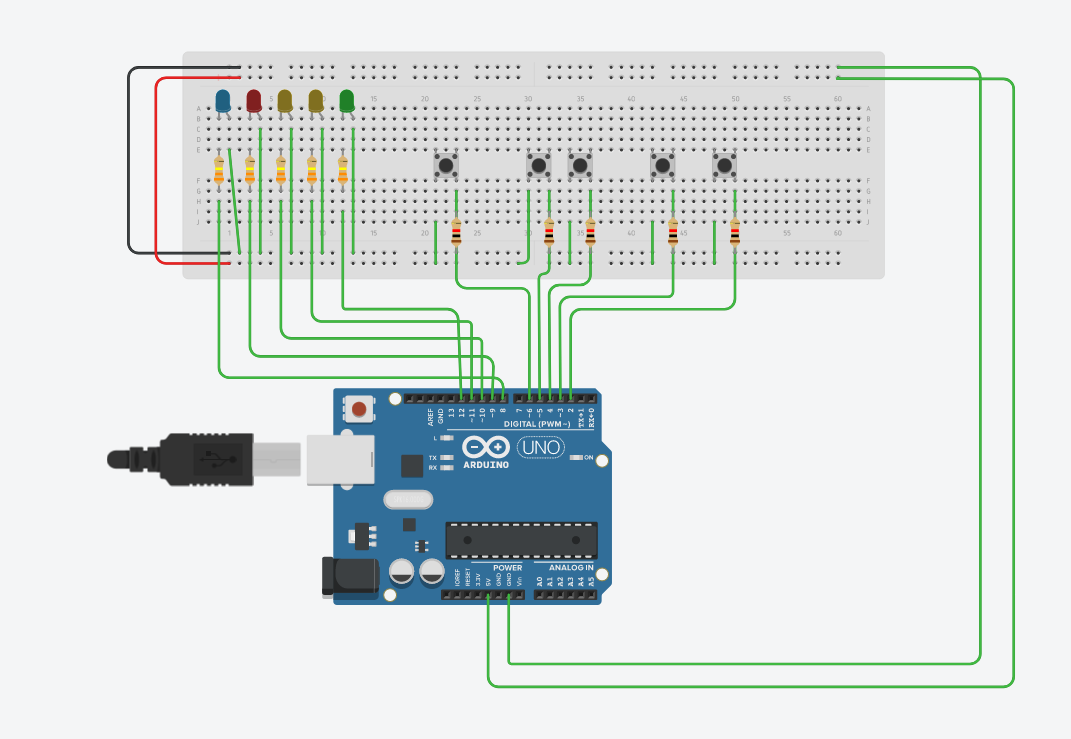 5 10 15 20 25 30 35 40 45 50 55 60
A A
B B
C C
D D
E E
F F
G G
H H
I I
J J
1 15 20 25 30 35 40 45 50 55 60
AREF GND 13 12 ~11 ~10 ~9 8 7 ~6 ~5 4 ~3 2 TX→1 RX←0
DIGITAL (PWM~)
L
TX
RX
ARDUINO
UNO
ON
POWER ANALOG IN
IOREF RESET 3.3V 5V GND GND Vin A0 A1 A2 A3 A4 A5